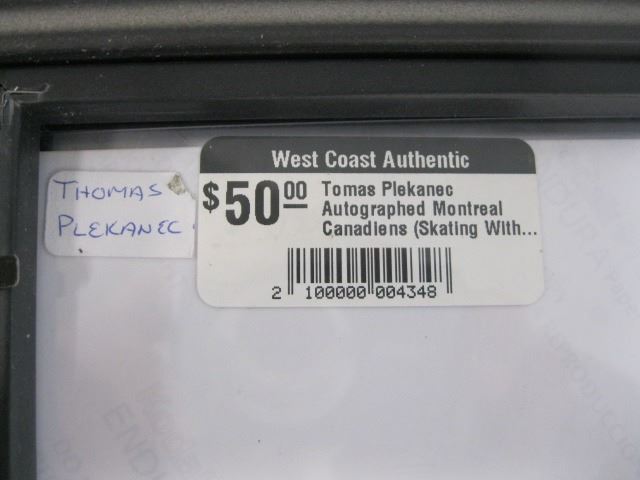 THOMAS
PLEKANEC
West Coast Authentic
$50.00
Tomas Plekanec
Autographed Montreal
Canadiens (Skating With...
2 100000 004348